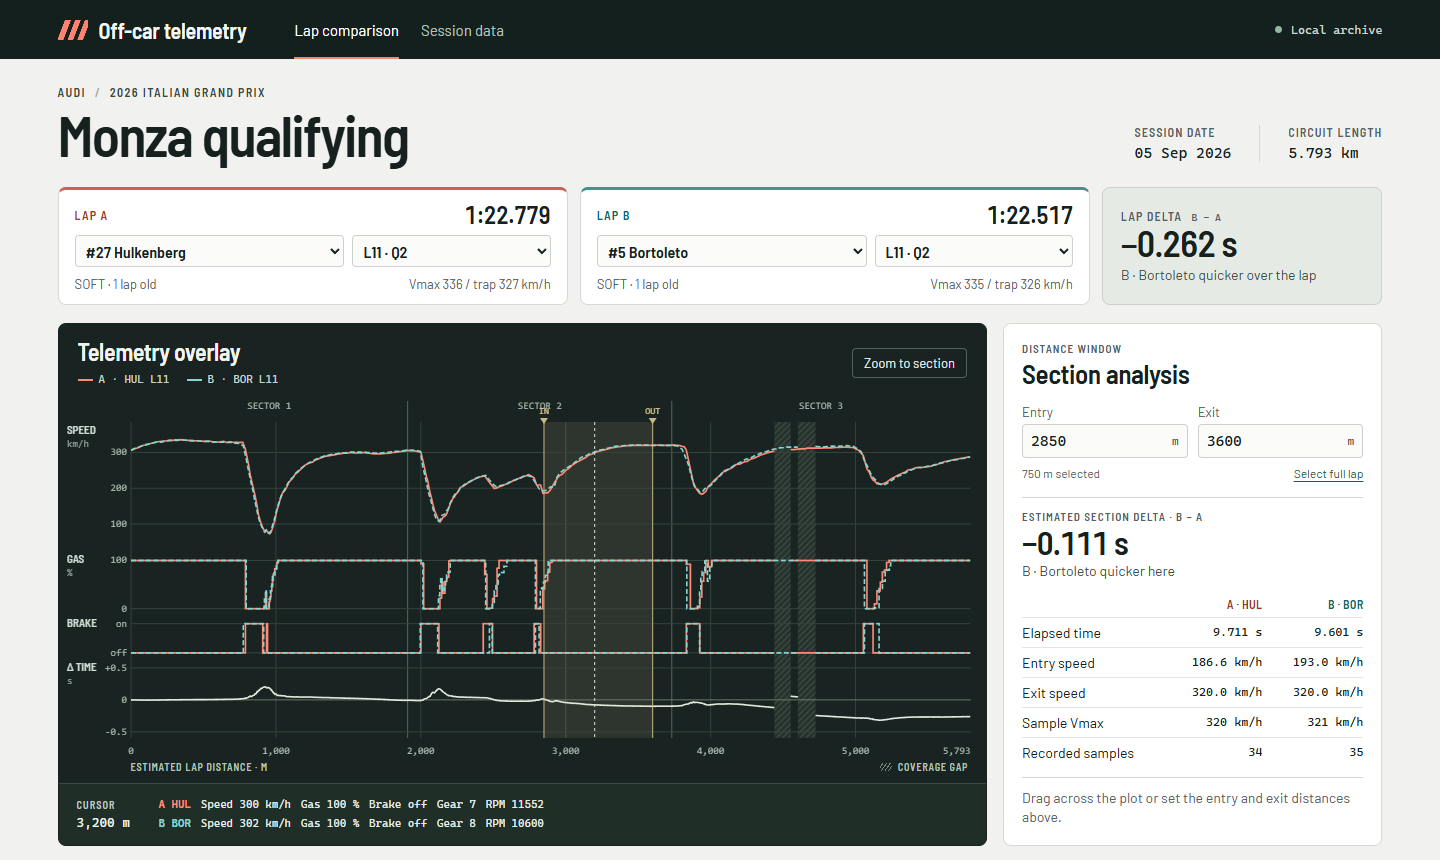 Off-car telemetry
Lap comparison
Session data
Local archive
AUDI / 2026 ITALIAN GRAND PRIX
Monza qualifying
SESSION DATE
05 Sep 2026
CIRCUIT LENGTH
5.793 km
LAP A
1:22.779
#27 Hulkenberg
L11 · Q2
SOFT · 1 lap old
Vmax 336 / trap 327 km/h
LAP B
1:22.517
#5 Bortoleto
L11 · Q2
SOFT · 1 lap old
Vmax 335 / trap 326 km/h
LAP DELTA B – A
–0.262 s
B · Bortoleto quicker over the lap
Telemetry overlay
A · HUL L11
B · BOR L11
Zoom to section
SECTOR 1
SECTOR 2
SECTOR 3
IN
OUT
SPEED
km/h
300
200
100
GAS
%
100
0
BRAKE
on
off
Δ TIME
s
+0.5
0
-0.5
0
1,000
2,000
3,000
4,000
5,000
5,793
ESTIMATED LAP DISTANCE · M
COVERAGE GAP
CURSOR
3,200 m
A HUL Speed 300 km/h Gas 100 % Brake off Gear 7 RPM 11552
B BOR Speed 302 km/h Gas 100 % Brake off Gear 8 RPM 10600
DISTANCE WINDOW
Section analysis
Entry
Exit
2850 m
3600 m
750 m selected
Select full lap
ESTIMATED SECTION DELTA · B – A
–0.111 s
B · Bortoleto quicker here
A · HUL B · BOR
Elapsed time 9.711 s 9.601 s
Entry speed 186.6 km/h 193.0 km/h
Exit speed 320.0 km/h 320.0 km/h
Sample Vmax 320 km/h 321 km/h
Recorded samples 34 35
Drag across the plot or set the entry and exit distances
above.